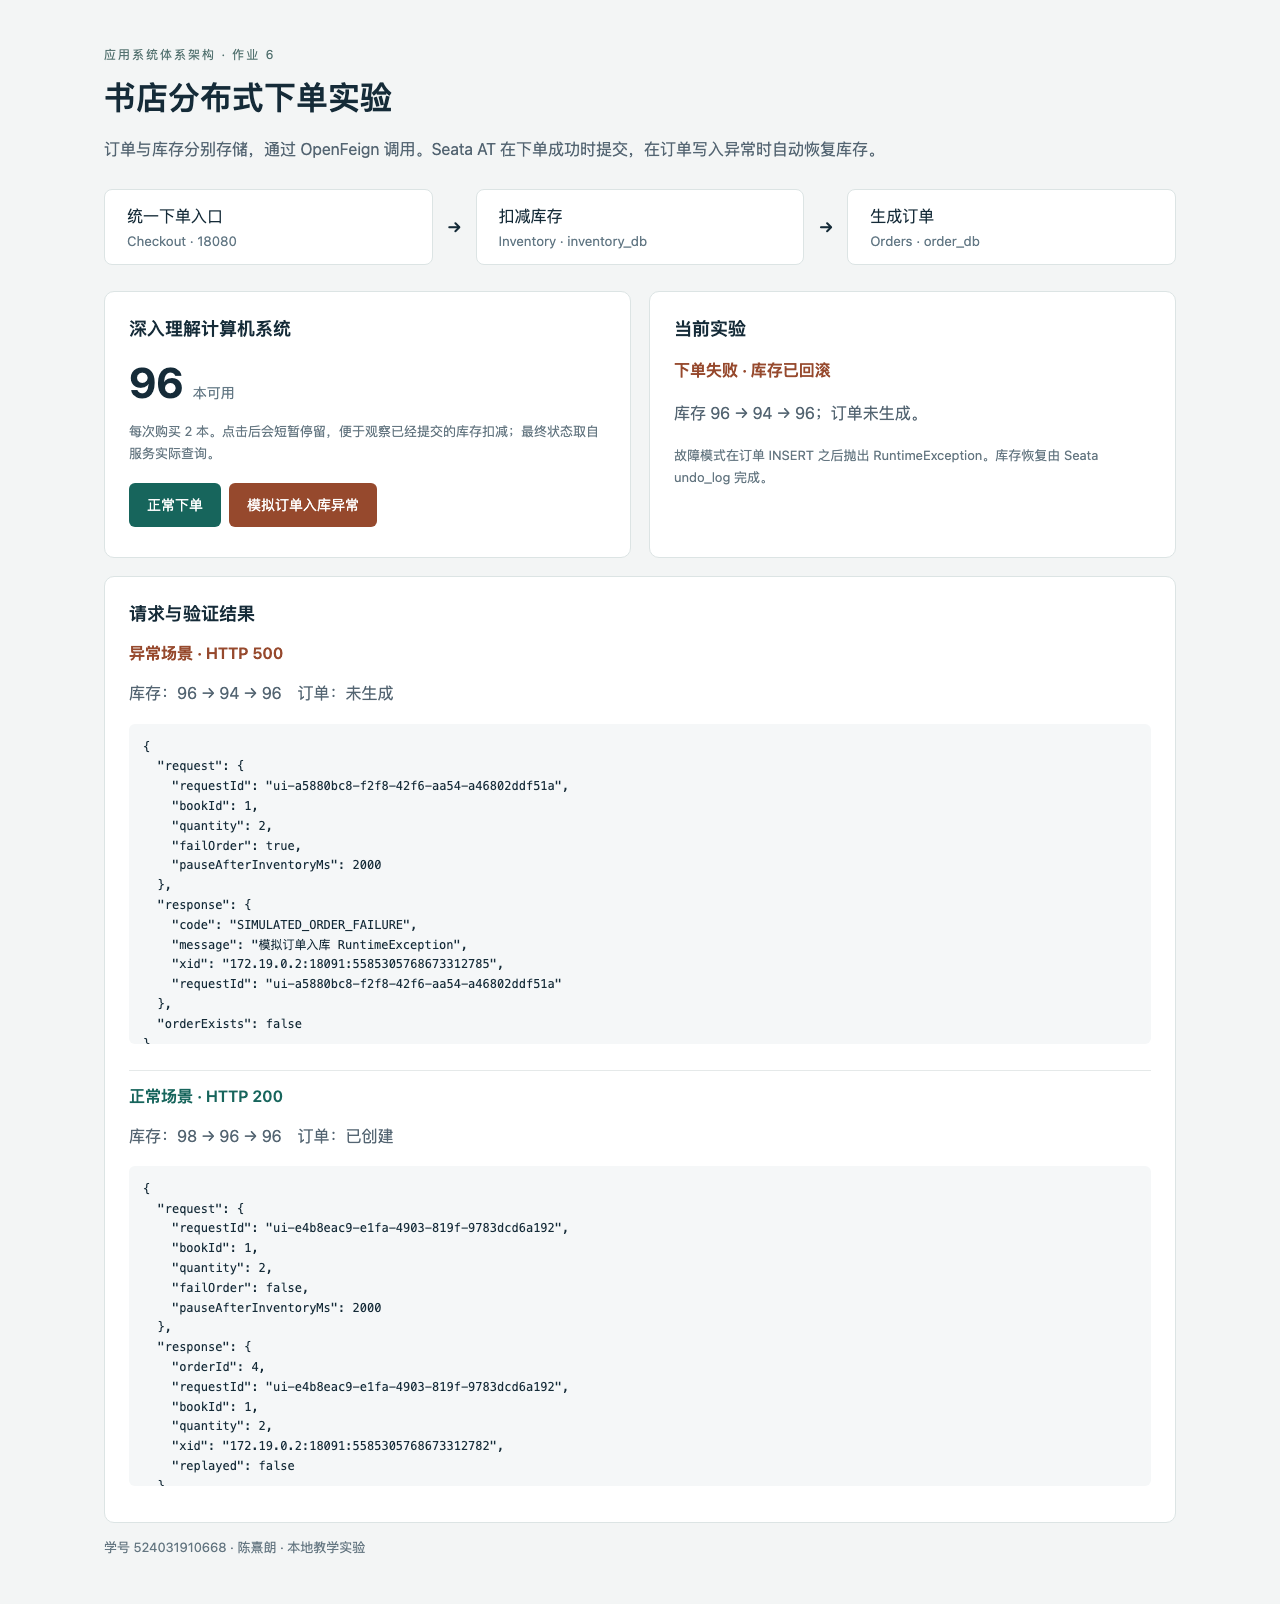 应用系统体系架构 · 作业 6
书店分布式下单实验
订单与库存分别存储，通过 OpenFeign 调用。Seata AT 在下单成功时提交，在订单写入异常时自动恢复库存。
统一下单入口
Checkout · 18080
→
扣减库存
Inventory · inventory_db
→
生成订单
Orders · order_db
深入理解计算机系统
96 本可用
每次购买 2 本。点击后会短暂停留，便于观察已经提交的库存扣减；最终状态取自
服务实际查询。
正常下单
模拟订单入库异常
当前实验
下单失败 · 库存已回滚
库存 96 → 94 → 96；订单未生成。
故障模式在订单 INSERT 之后抛出 RuntimeException。库存恢复由 Seata
undo_log 完成。
请求与验证结果
异常场景 · HTTP 500
库存：96 → 94 → 96　订单：未生成
{
  "request": {
    "requestId": "ui-a5880bc8-f2f8-42f6-aa54-a46802ddf51a",
    "bookId": 1,
    "quantity": 2,
    "failOrder": true,
    "pauseAfterInventoryMs": 2000
  },
  "response": {
    "code": "SIMULATED_ORDER_FAILURE",
    "message": "模拟订单入库 RuntimeException",
    "xid": "172.19.0.2:18091:5585305768673312785",
    "requestId": "ui-a5880bc8-f2f8-42f6-aa54-a46802ddf51a"
  },
  "orderExists": false
}
正常场景 · HTTP 200
库存：98 → 96 → 96　订单：已创建
{
  "request": {
    "requestId": "ui-e4b8eac9-e1fa-4903-819f-9783dcd6a192",
    "bookId": 1,
    "quantity": 2,
    "failOrder": false,
    "pauseAfterInventoryMs": 2000
  },
  "response": {
    "orderId": 4,
    "requestId": "ui-e4b8eac9-e1fa-4903-819f-9783dcd6a192",
    "bookId": 1,
    "quantity": 2,
    "xid": "172.19.0.2:18091:5585305768673312782",
    "replayed": false
  }
学号 524031910668 · 陈熹朗 · 本地教学实验